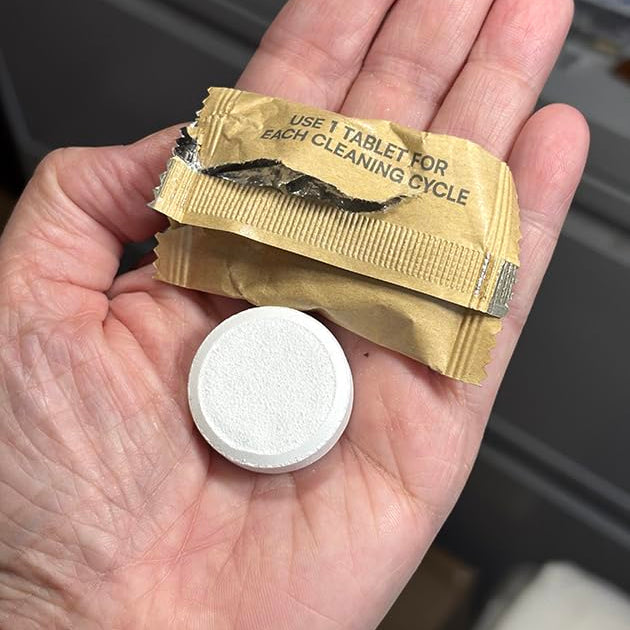 USE 1 TABLET FOR
EACH CLEANING CYCLE